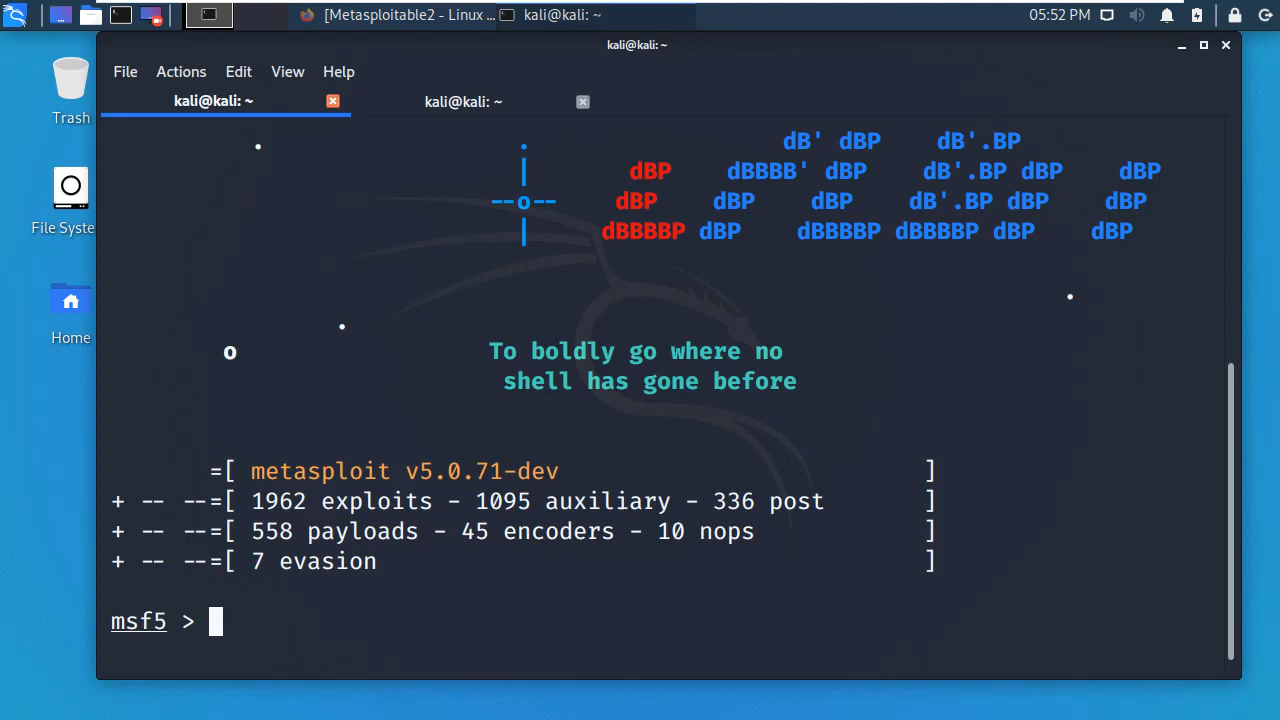 [Metasploitable2 - Linux ...
kali@kali: ~
05:52 PM
kali@kali: ~
File Actions Edit View Help
kali@kali: ~
kali@kali: ~
Trash
File Syste
Home
. . dB' dBP dB'.BP
| dBP dBBBB' dBP dB'.BP dBP dBP
--o-- dBP dBP dBP dB'.BP dBP dBP
| dBBBBP dBP dBBBBP dBBBBP dBP dBP
.
.
o To boldly go where no
shell has gone before
=[ metasploit v5.0.71-dev ]
+ -- --=[ 1962 exploits - 1095 auxiliary - 336 post ]
+ -- --=[ 558 payloads - 45 encoders - 10 nops ]
+ -- --=[ 7 evasion ]
msf5 >